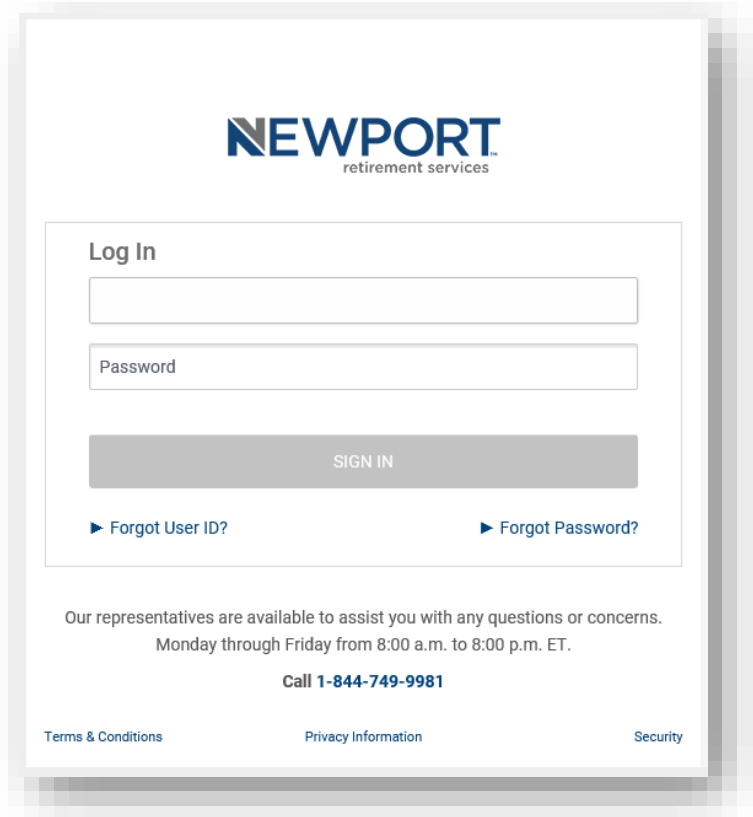 NEWPORT™
retirement services
Log In
Password
SIGN IN
► Forgot User ID?
► Forgot Password?
Our representatives are available to assist you with any questions or concerns.
Monday through Friday from 8:00 a.m. to 8:00 p.m. ET.
Call 1-844-749-9981
Terms & Conditions
Privacy Information
Security